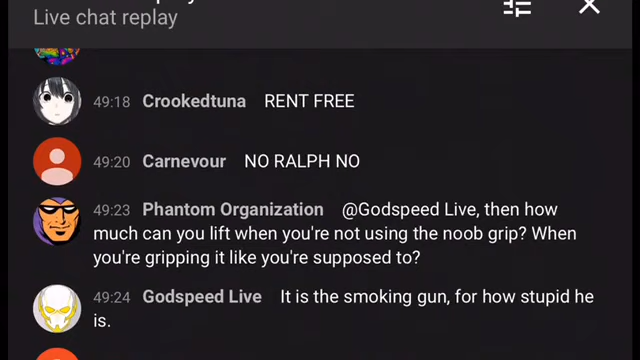 Live chat replay
49:18 Crookedtuna RENT FREE
49:20 Carnevour NO RALPH NO
49:23 Phantom Organization @Godspeed Live, then how
much can you lift when you're not using the noob grip? When
you're gripping it like you're supposed to?
49:24 Godspeed Live It is the smoking gun, for how stupid he
is.